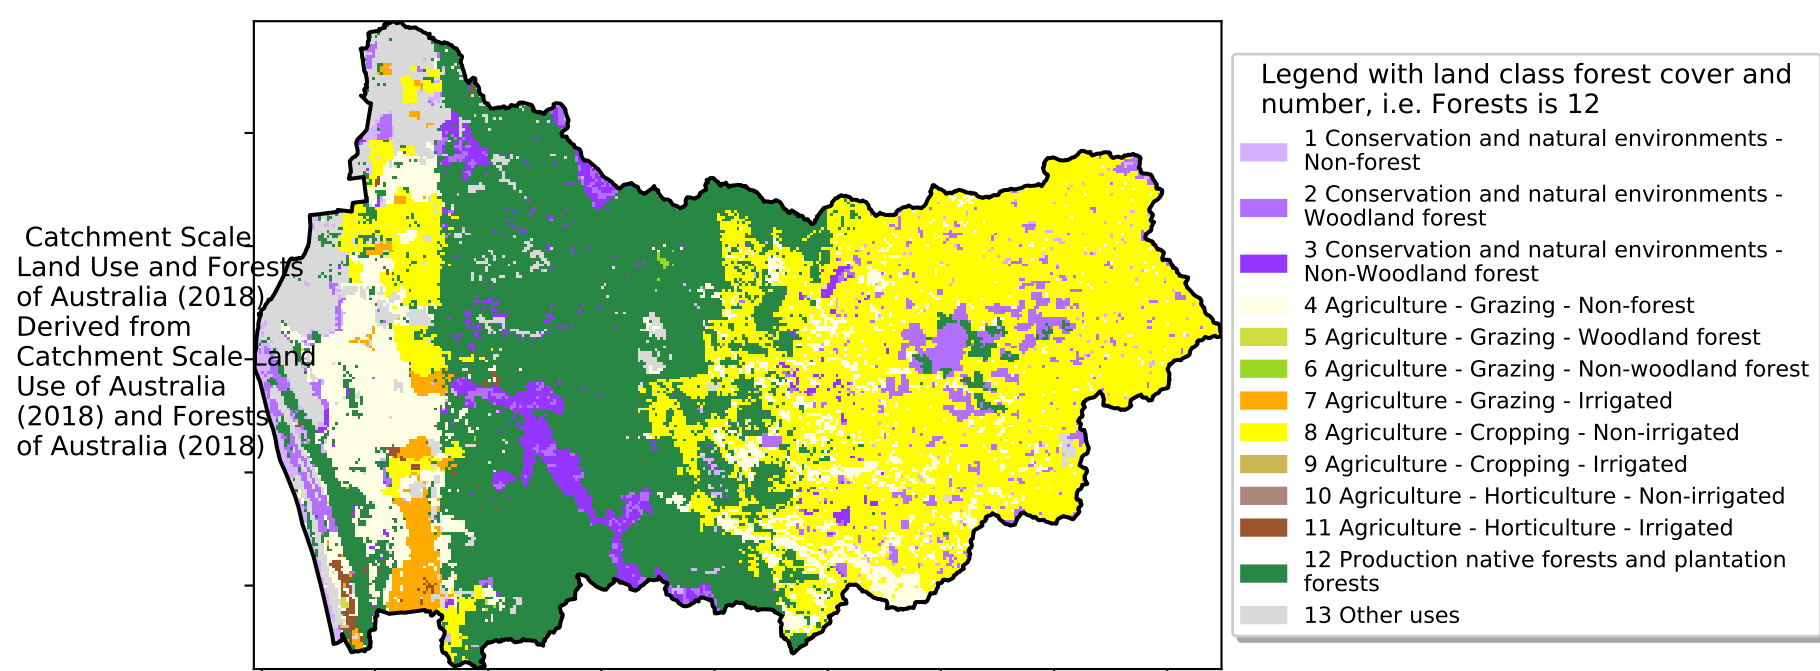 Catchment Scale
Land Use and Forests
of Australia (2018)
Derived from
Catchment Scale Land
Use of Australia
(2018) and Forests
of Australia (2018)
Legend with land class forest cover and
number, i.e. Forests is 12
1 Conservation and natural environments -
Non-forest
2 Conservation and natural environments -
Woodland forest
3 Conservation and natural environments -
Non-Woodland forest
4 Agriculture - Grazing - Non-forest
5 Agriculture - Grazing - Woodland forest
6 Agriculture - Grazing - Non-woodland forest
7 Agriculture - Grazing - Irrigated
8 Agriculture - Cropping - Non-irrigated
9 Agriculture - Cropping - Irrigated
10 Agriculture - Horticulture - Non-irrigated
11 Agriculture - Horticulture - Irrigated
12 Production native forests and plantation
forests
13 Other uses